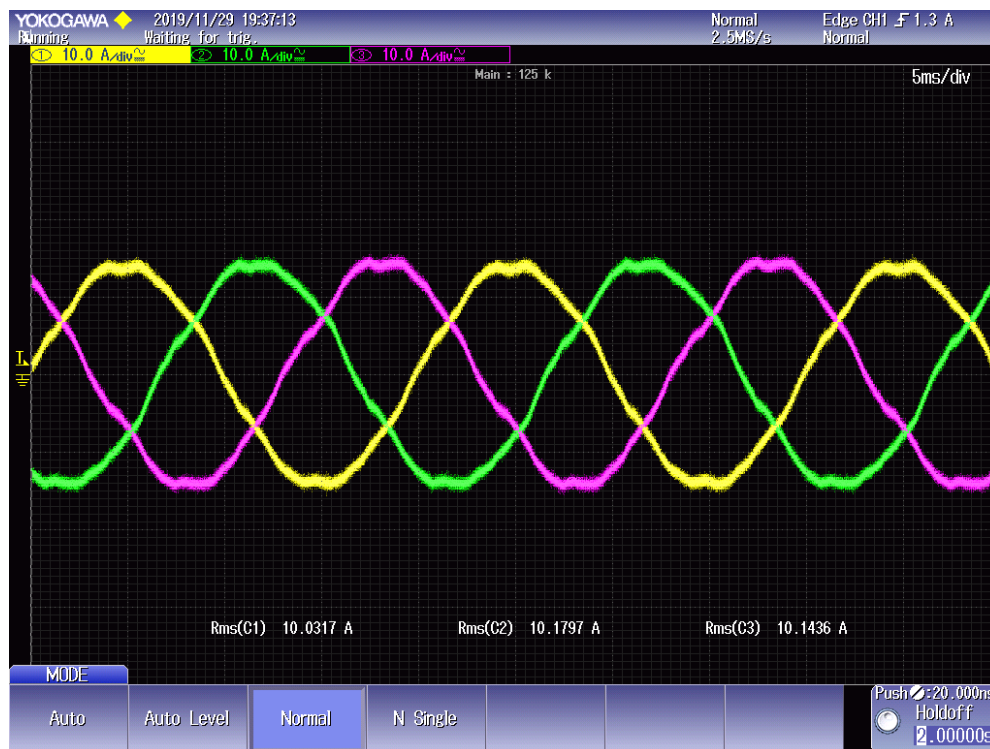 YOKOGAWA 2019/11/29 19:37:13 Normal Edge CH1 1.3 A
Running Waiting for trig. 2.5MS/s Normal
1 10.0 A/div 2 10.0 A/div 3 10.0 A/div
Main : 125 k
5ms/div
Rms(C1) 10.0317 A Rms(C2) 10.1797 A Rms(C3) 10.1436 A
MODE
Auto Auto Level Normal N Single
Push :20.000ns
Holdoff
2.00000s